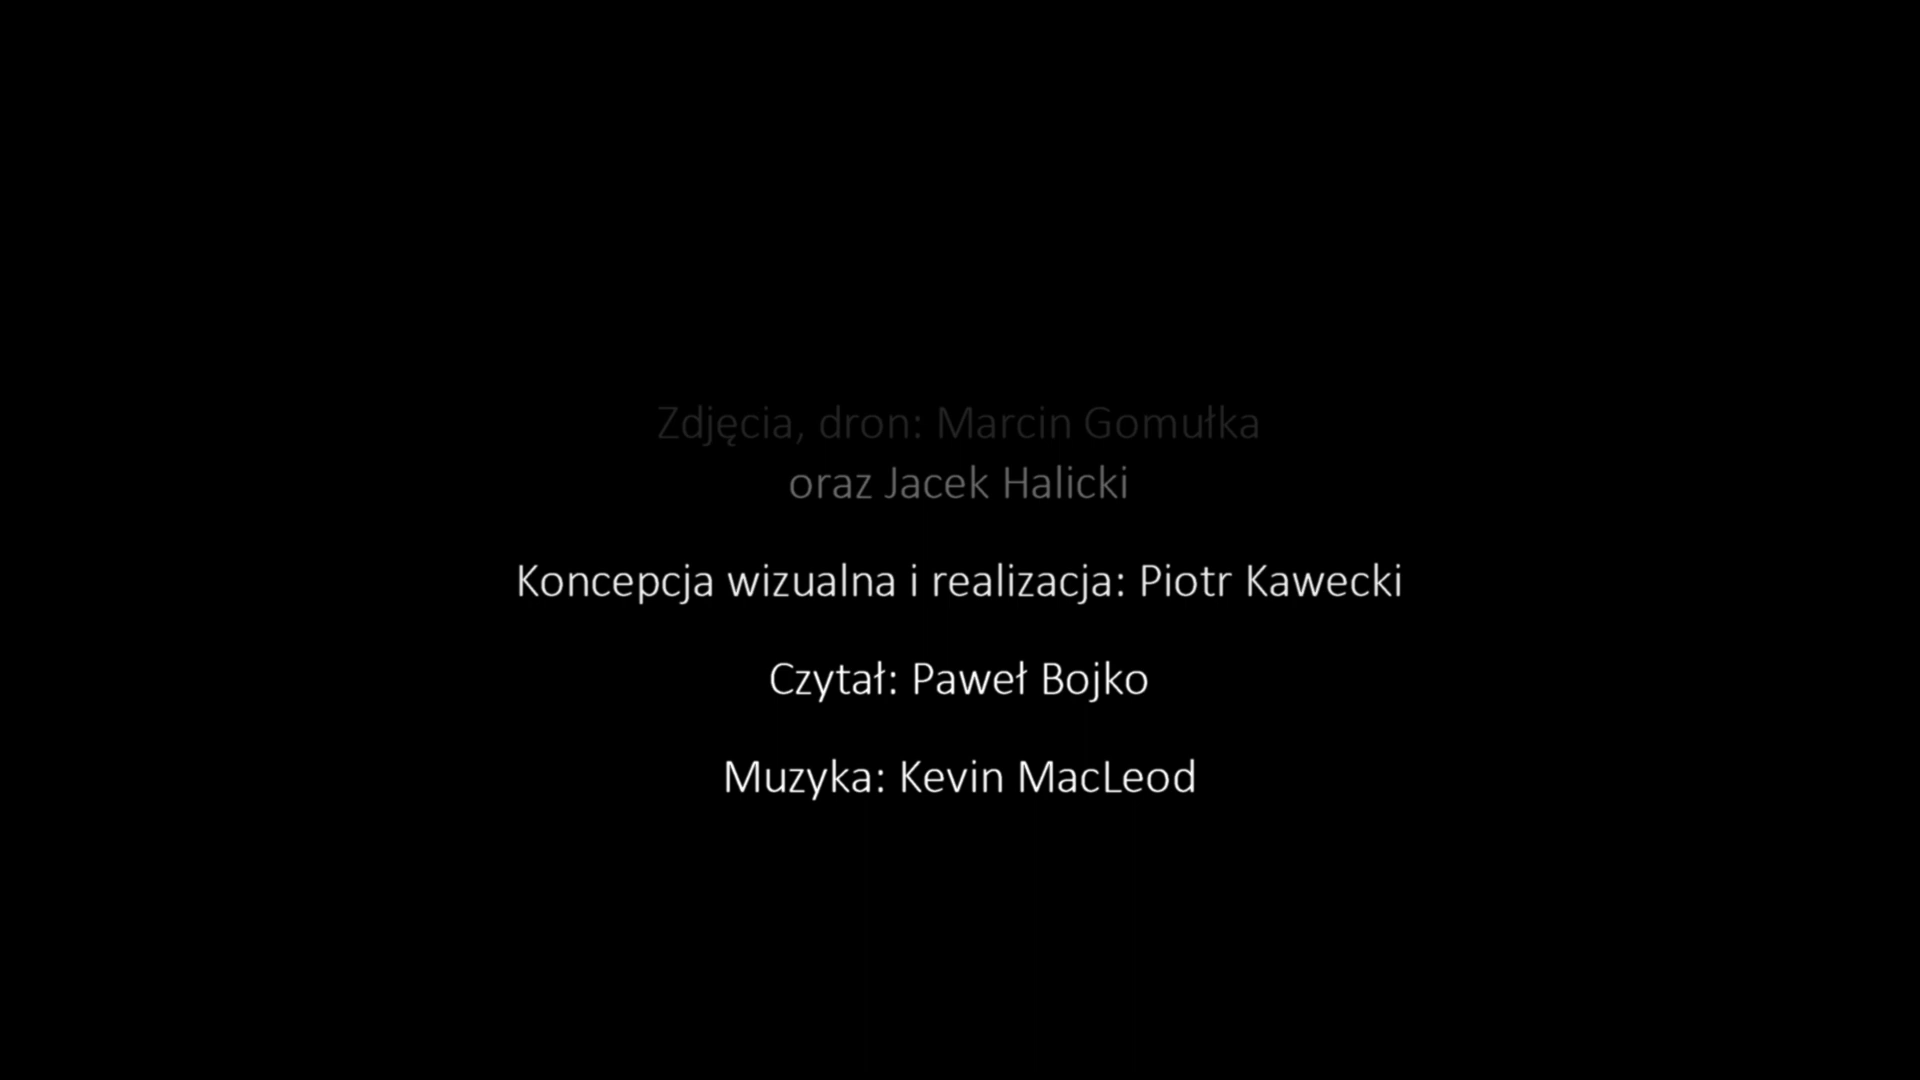 Zdjęcia, dron: Marcin Gomułka
oraz Jacek Halicki
Koncepcja wizualna i realizacja: Piotr Kawecki
Czytał: Paweł Bojko
Muzyka: Kevin MacLeod